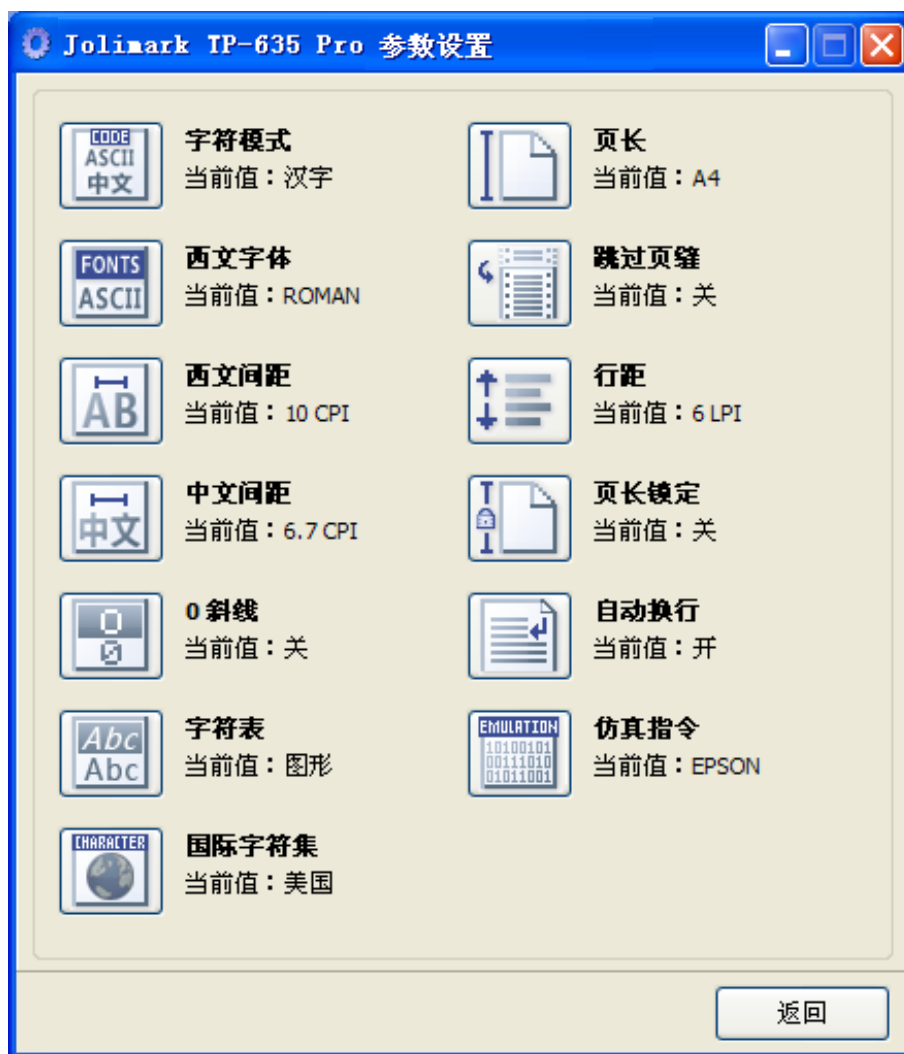 Jolimark TP-635 Pro 参数设置
CODE
ASCII
中文
字符模式
当前值：汉字
FONTS
ASCII
西文字体
当前值：ROMAN
AB
西文间距
当前值：10 CPI
中文
中文间距
当前值：6.7 CPI
0
0
0 斜线
当前值：关
Abc
Abc
字符表
当前值：图形
CHARACTER
国际字符集
当前值：美国
页长
当前值：A4
跳过页缝
当前值：关
行距
当前值：6 LPI
页长镜定
当前值：关
自动换行
当前值：开
EMULATION
10100101
00111010
01011001
仿真指令
当前值：EPSON
返回